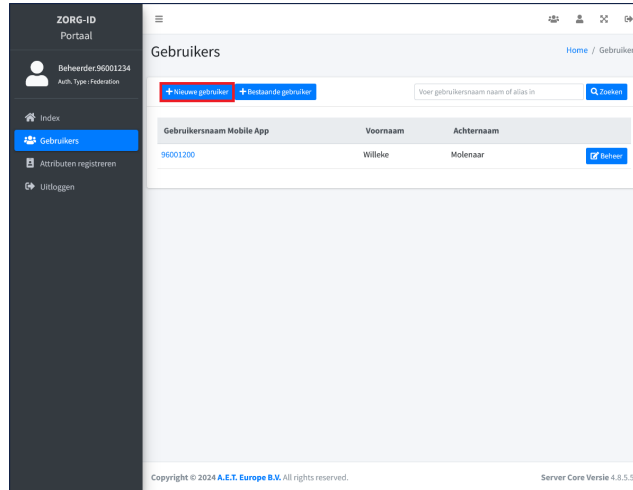 ZORG-ID
Portaal
Beheerder.96001234
Auth. Type : Federation
Index
Gebruikers
Attributen registreren
Uitloggen
Gebruikers
Home / Gebruiker
Nieuwe gebruiker
Bestaande gebruiker
Voer gebruikersnaam naam of alias in
Zoeken
Gebruikersnaam Mobile App Voornaam Achternaam
96001200 Willeke Molenaar Beheer
Copyright © 2024 A.E.T. Europe B.V. All rights reserved.
Server Core Versie 4.8.5.5